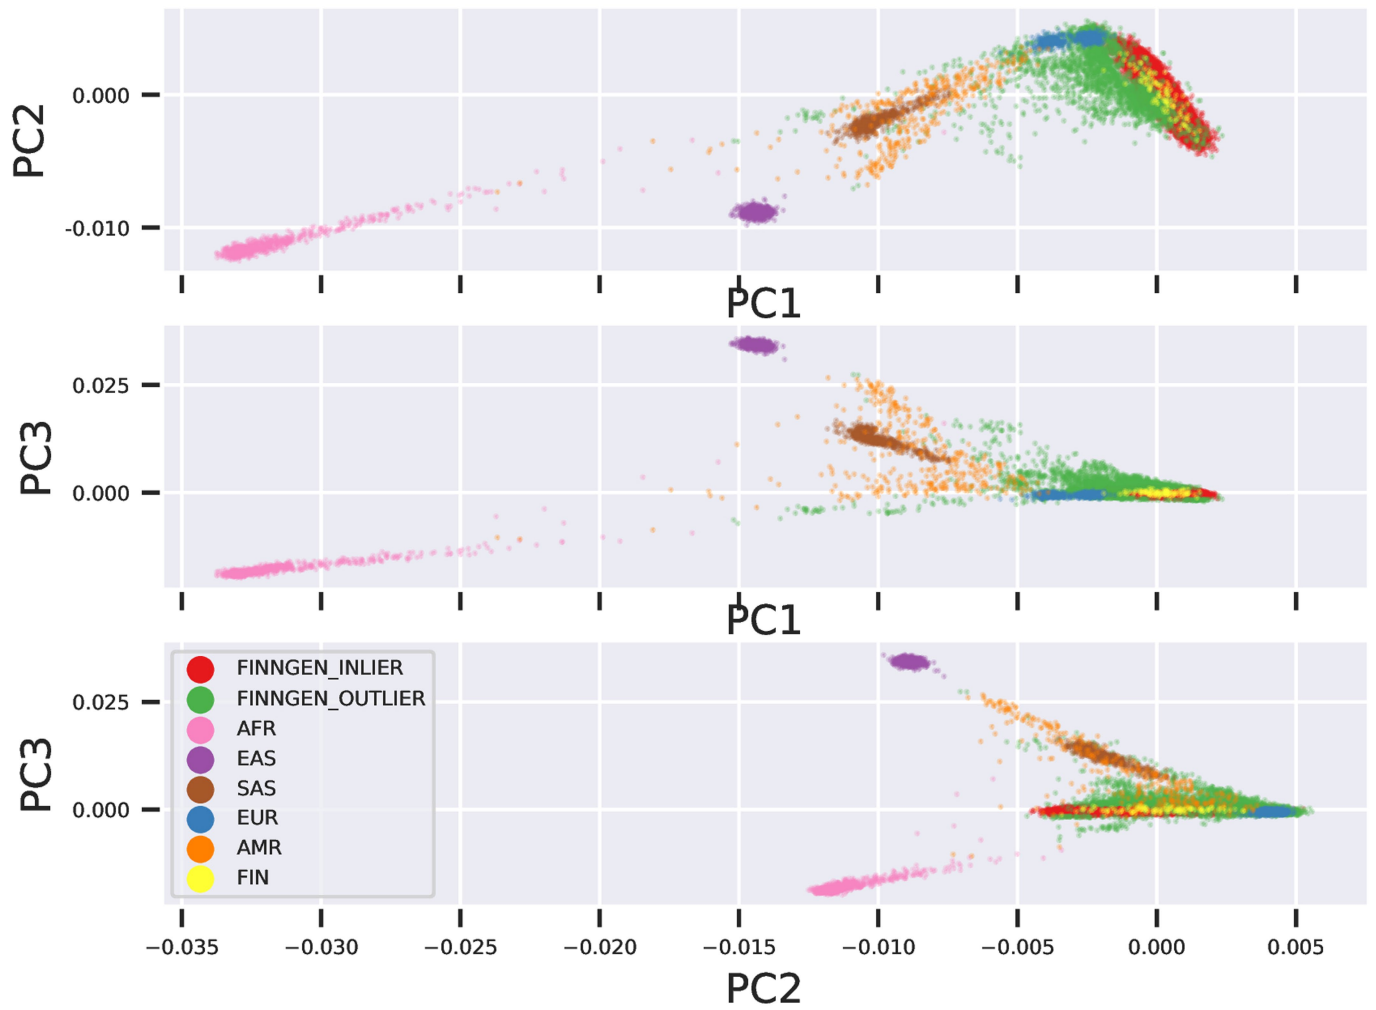 PC2
0.000
-0.010
PC1
PC3
0.025
0.000
PC1
PC3
0.025
0.000
FINNGEN_INLIER
FINNGEN_OUTLIER
AFR
EAS
SAS
EUR
AMR
FIN
−0.035 −0.030 −0.025 −0.020 −0.015 −0.010 −0.005 0.000 0.005
PC2